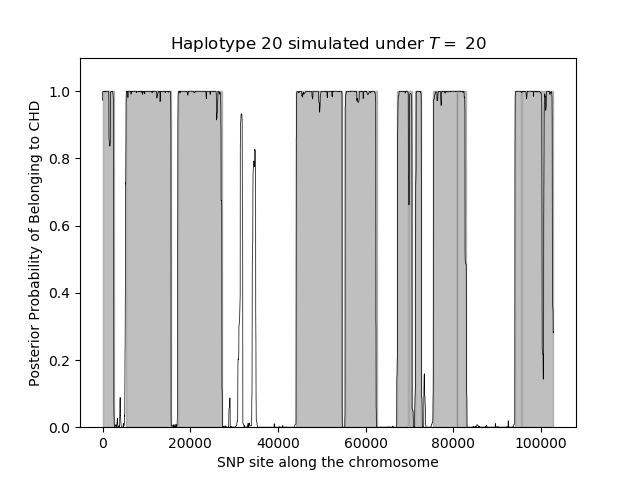 Haplotype 20 simulated under T = 20
Posterior Probability of Belonging to CHD
1.0
0.8
0.6
0.4
0.2
0.0
0 20000 40000 60000 80000 100000
SNP site along the chromosome